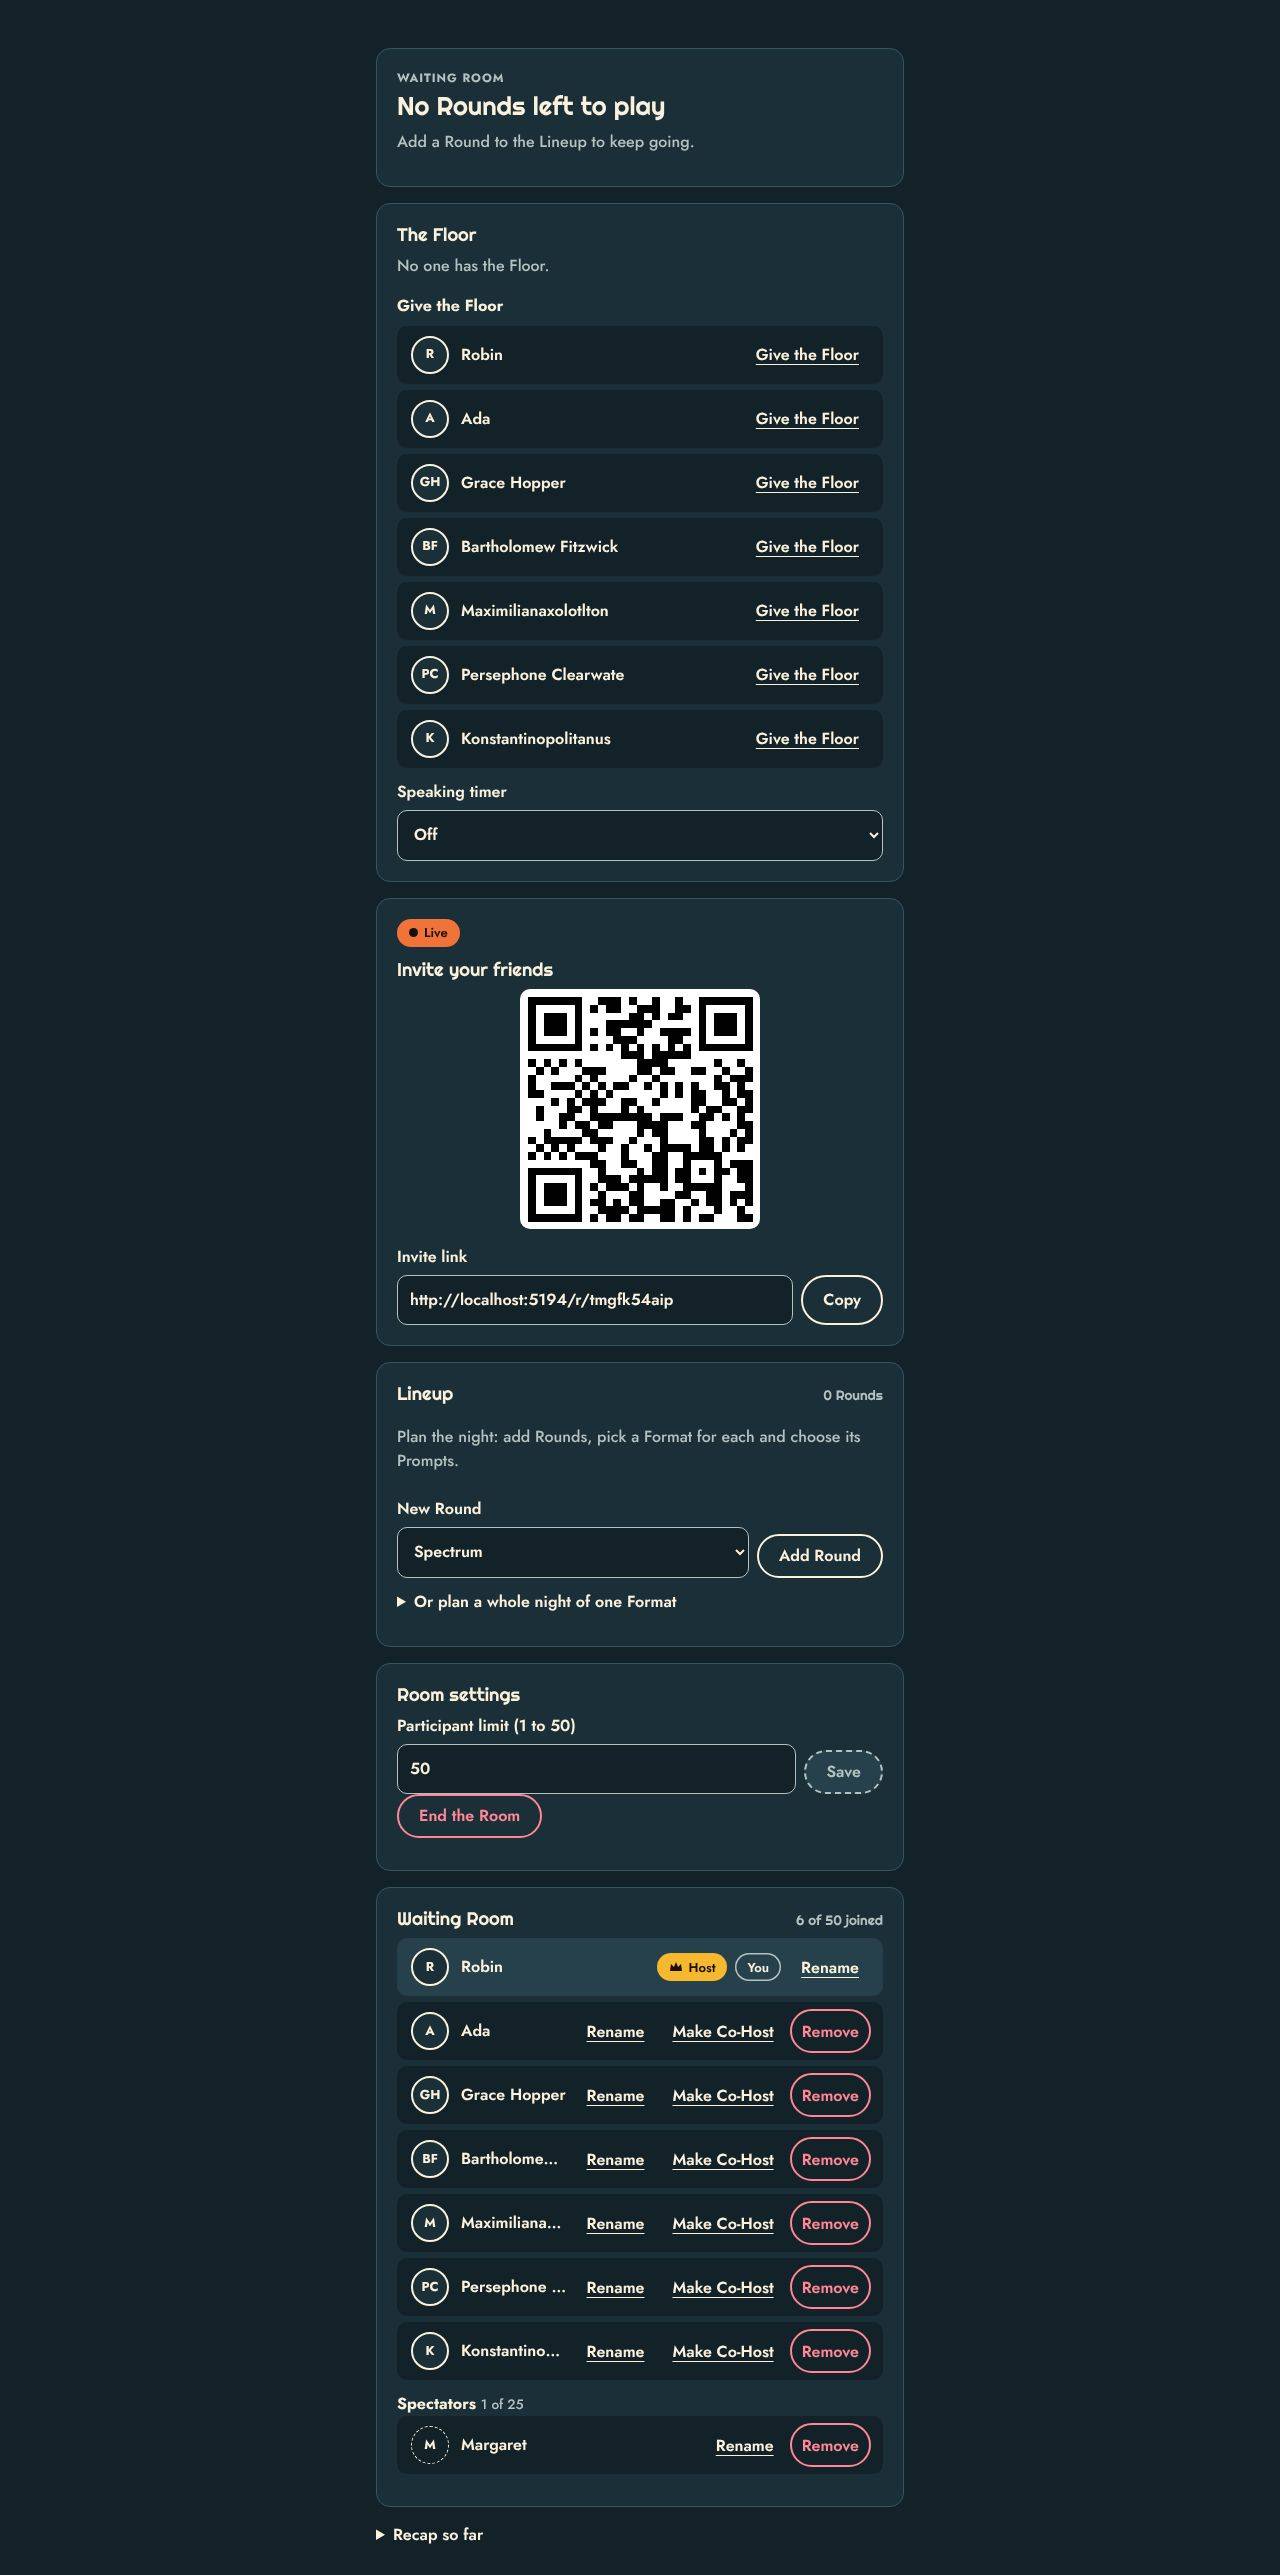 WAITING ROOM
No Rounds left to play
Add a Round to the Lineup to keep going.
The Floor
No one has the Floor.
Give the Floor
R Robin Give the Floor
A Ada Give the Floor
GH Grace Hopper Give the Floor
BF Bartholomew Fitzwick Give the Floor
M Maximilianaxolotlton Give the Floor
PC Persephone Clearwate Give the Floor
K Konstantinopolitanus Give the Floor
Speaking timer
Off
Live
Invite your friends
Invite link
http://localhost:5194/r/tmgfk54aip Copy
Lineup 0 Rounds
Plan the night: add Rounds, pick a Format for each and choose its
Prompts.
New Round
Spectrum Add Round
Or plan a whole night of one Format
Room settings
Participant limit (1 to 50)
50 Save
End the Room
Waiting Room 6 of 50 joined
R Robin Host You Rename
A Ada Rename Make Co-Host Remove
GH Grace Hopper Rename Make Co-Host Remove
BF Bartholome... Rename Make Co-Host Remove
M Maximiliana... Rename Make Co-Host Remove
PC Persephone ... Rename Make Co-Host Remove
K Konstantino... Rename Make Co-Host Remove
Spectators 1 of 25
M Margaret Rename Remove
Recap so far